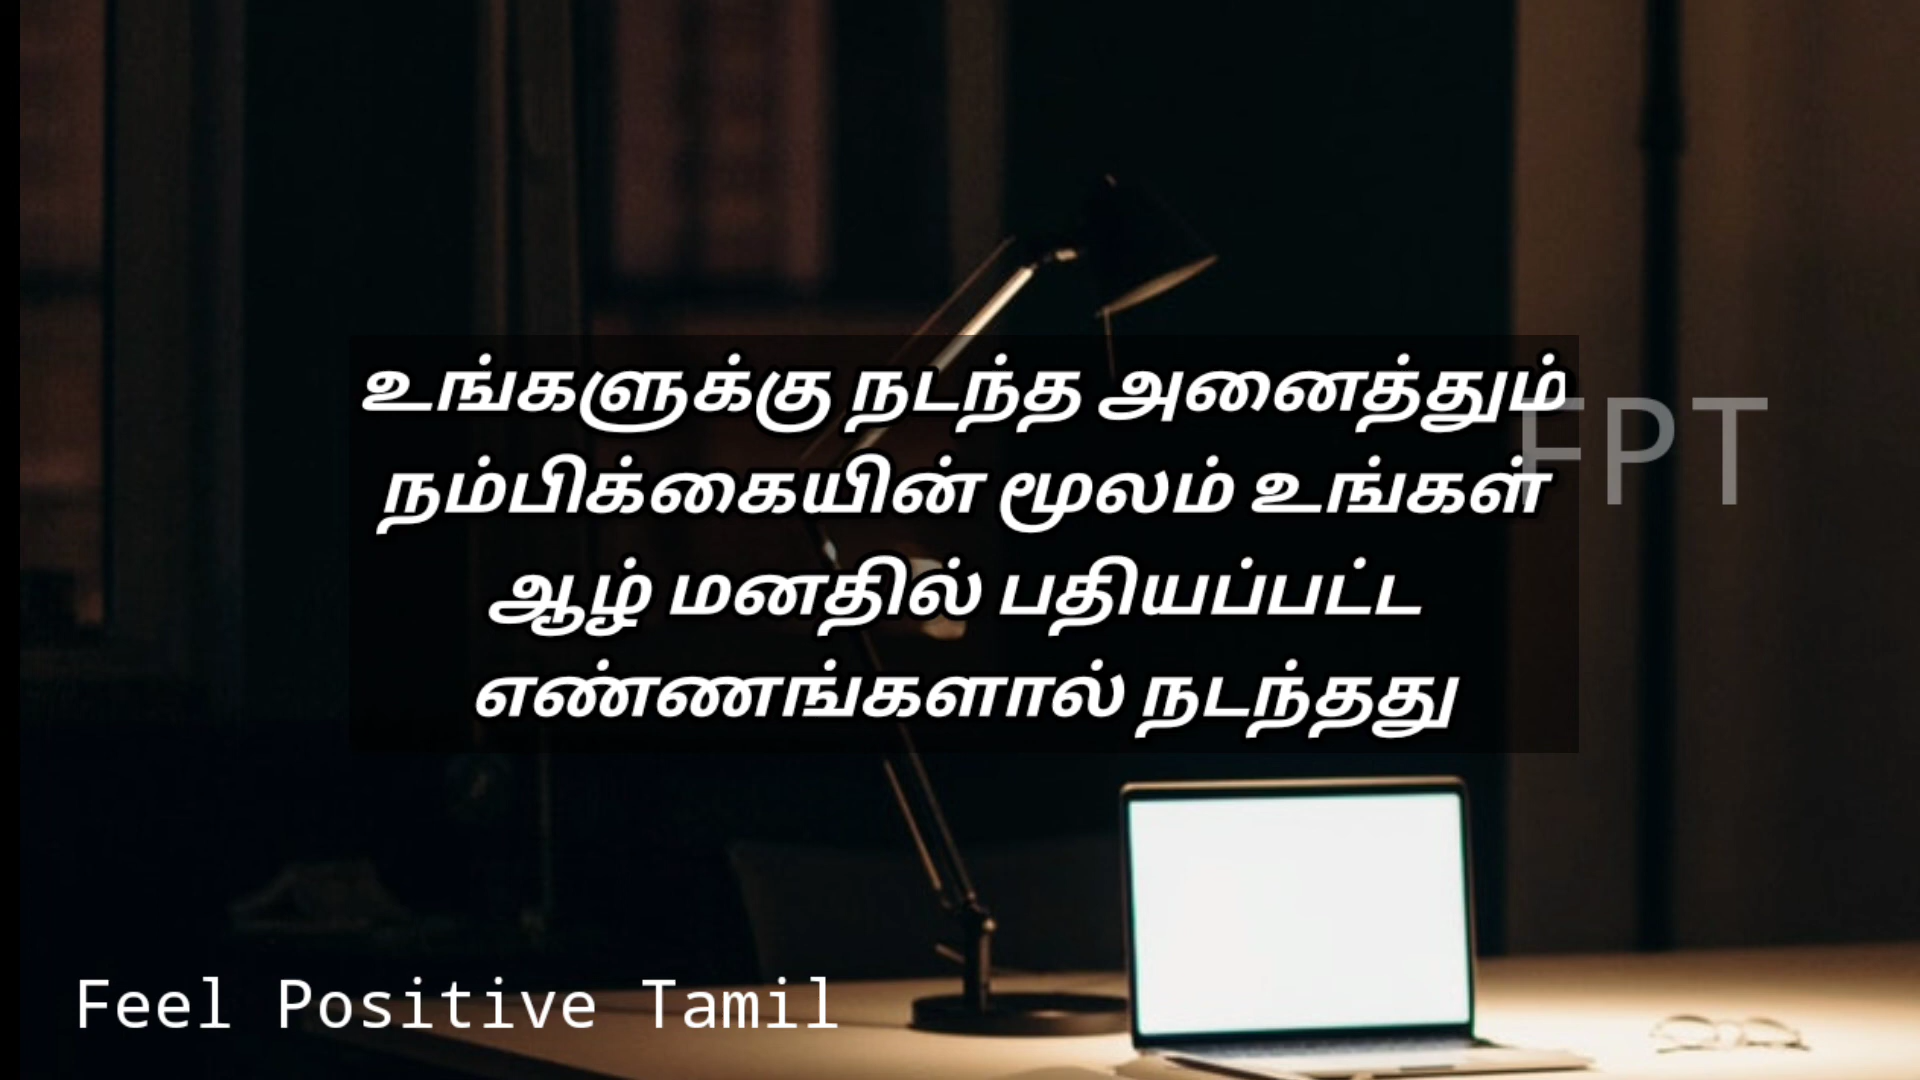 உங்களுக்கு நடந்த அனைத்தும்
நம்பிக்கையின் மூலம் உங்கள்
ஆழ் மனதில் பதியப்பட்ட
எண்ணங்களால் நடந்தது
FPT
Feel Positive Tamil